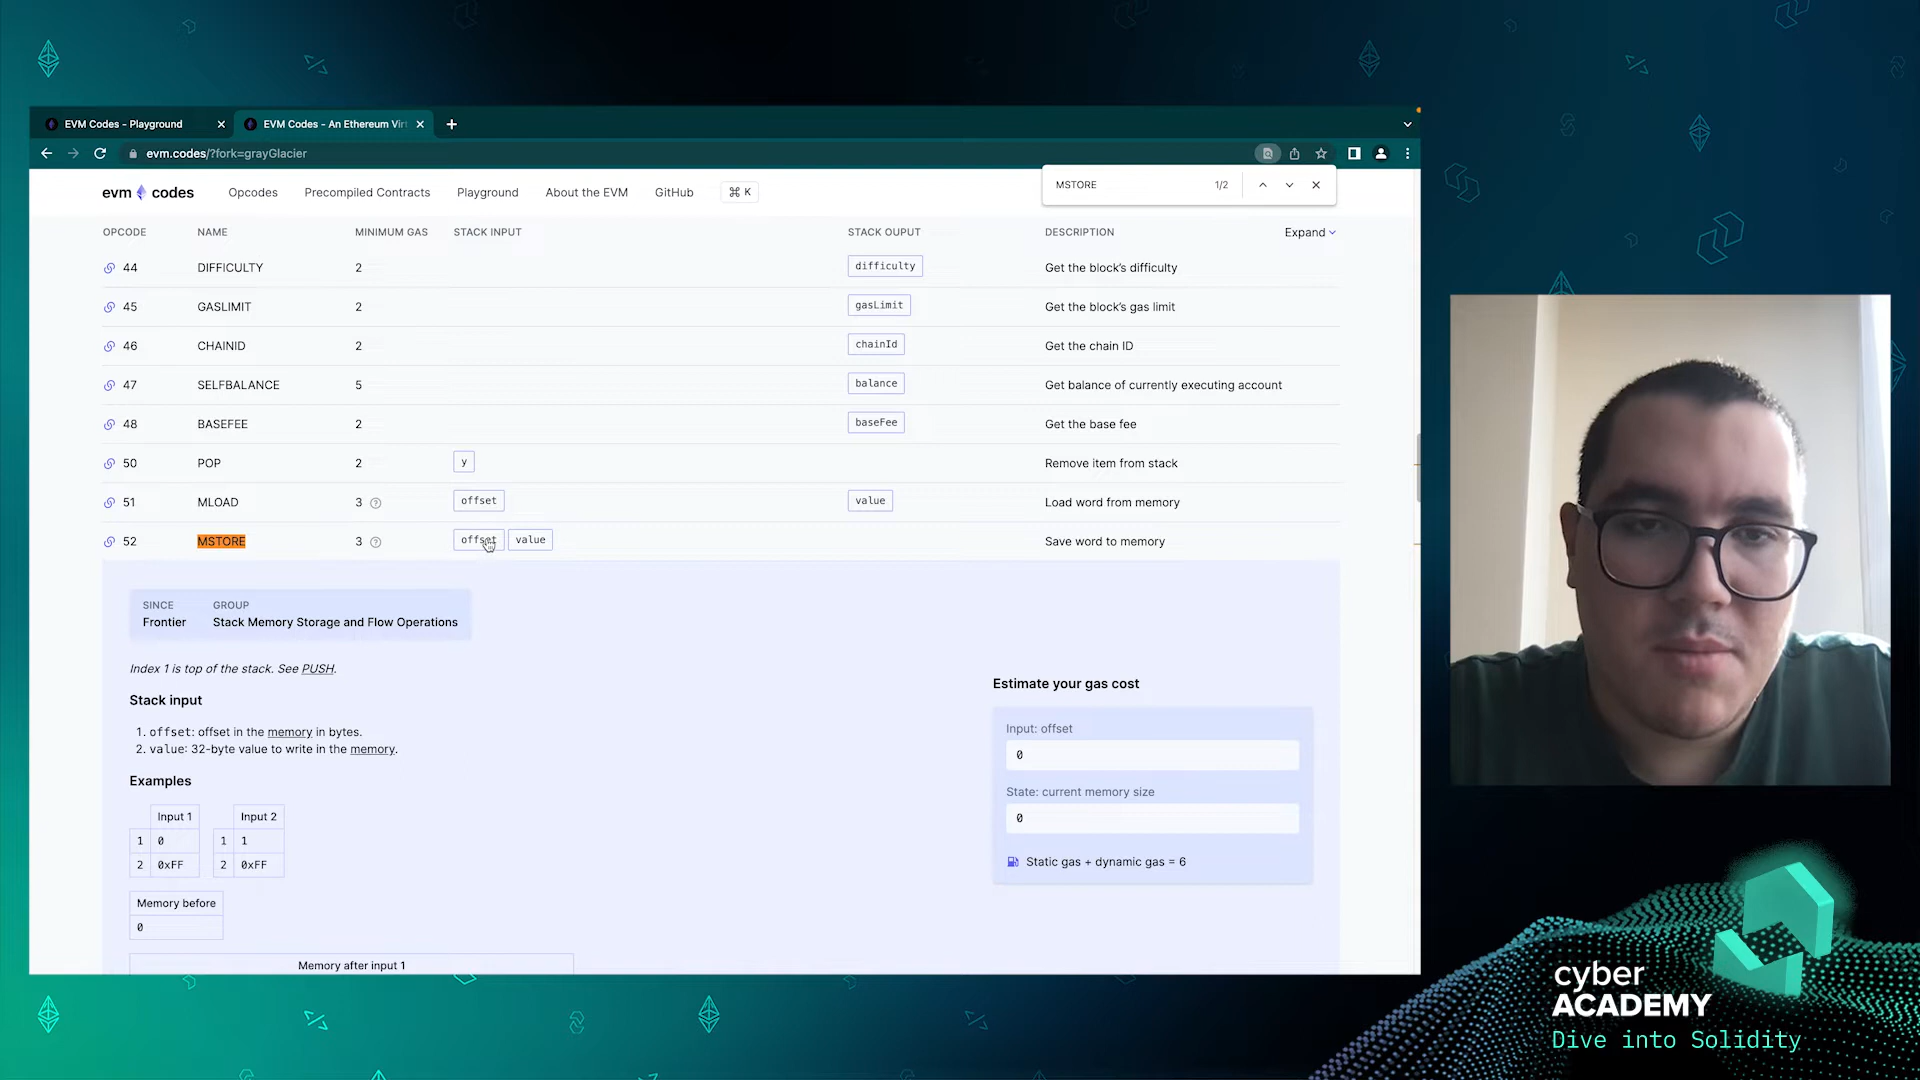 EVM Codes - Playground
EVM Codes - An Ethereum Virt
evm.codes/?fork=grayGlacier
MSTORE 1/2
evm codes Opcodes Precompiled Contracts Playground About the EVM GitHub ⌘ K
OPCODE NAME MINIMUM GAS STACK INPUT STACK OUPUT DESCRIPTION Expand
44 DIFFICULTY 2 difficulty Get the block's difficulty
45 GASLIMIT 2 gasLimit Get the block's gas limit
46 CHAINID 2 chainId Get the chain ID
47 SELFBALANCE 5 balance Get balance of currently executing account
48 BASEFEE 2 baseFee Get the base fee
50 POP 2 y Remove item from stack
51 MLOAD 3 offset value Load word from memory
52 MSTORE 3 offset value Save word to memory
SINCE GROUP
Frontier Stack Memory Storage and Flow Operations
Index 1 is top of the stack. See PUSH.
Stack input
1. offset: offset in the memory in bytes.
2. value: 32-byte value to write in the memory.
Examples
Input 1 Input 2
1 0 1 1
2 0xFF 2 0xFF
Memory before
0
Memory after input 1
Estimate your gas cost
Input: offset
0
State: current memory size
0
Static gas + dynamic gas = 6
cyber
ACADEMY
Dive into Solidity